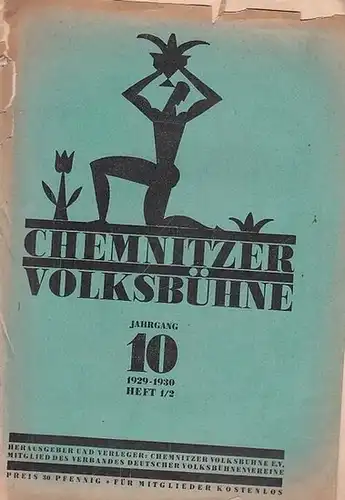 CHEMNITZER
VOLKSBÜHNE
JAHRGANG
10
1929-1930
HEFT 1/2
HERAUSGEBER UND VERLEGER: CHEMNITZER VOLKSBÜHNE E.V.
MITGLIED DES VERBANDES DEUTSCHER VOLKSBÜHNENVEREINE
PREIS 30 PFENNIG • FÜR MITGLIEDER KOSTENLOS